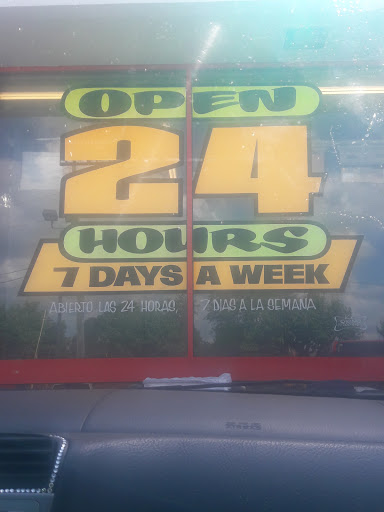 OPEN
24
HOURS
7 DAYS A WEEK
ABIERTO LAS 24 HORAS, 7 DIAS A LA SEMANA